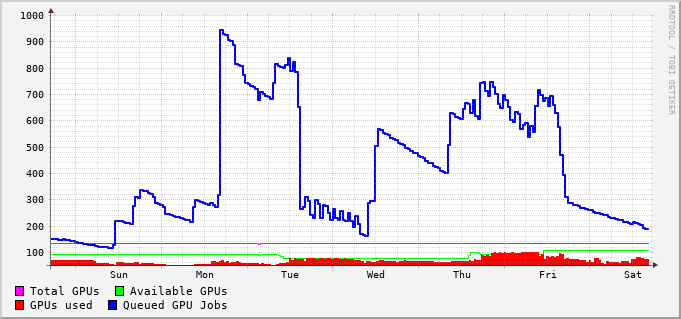 1000
900
800
700
600
500
400
300
200
100
Sun Mon Tue Wed Thu Fri Sat
Total GPUs Available GPUs
GPUs used Queued GPU Jobs
RRDTOOL / TOBI OETIKER